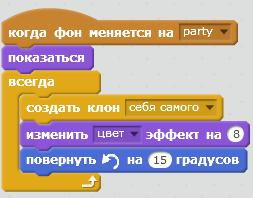 когда фон меняется на party
показаться
всегда
создать клон себя самого
изменить цвет эффект на 8
повернуть на 15 градусов